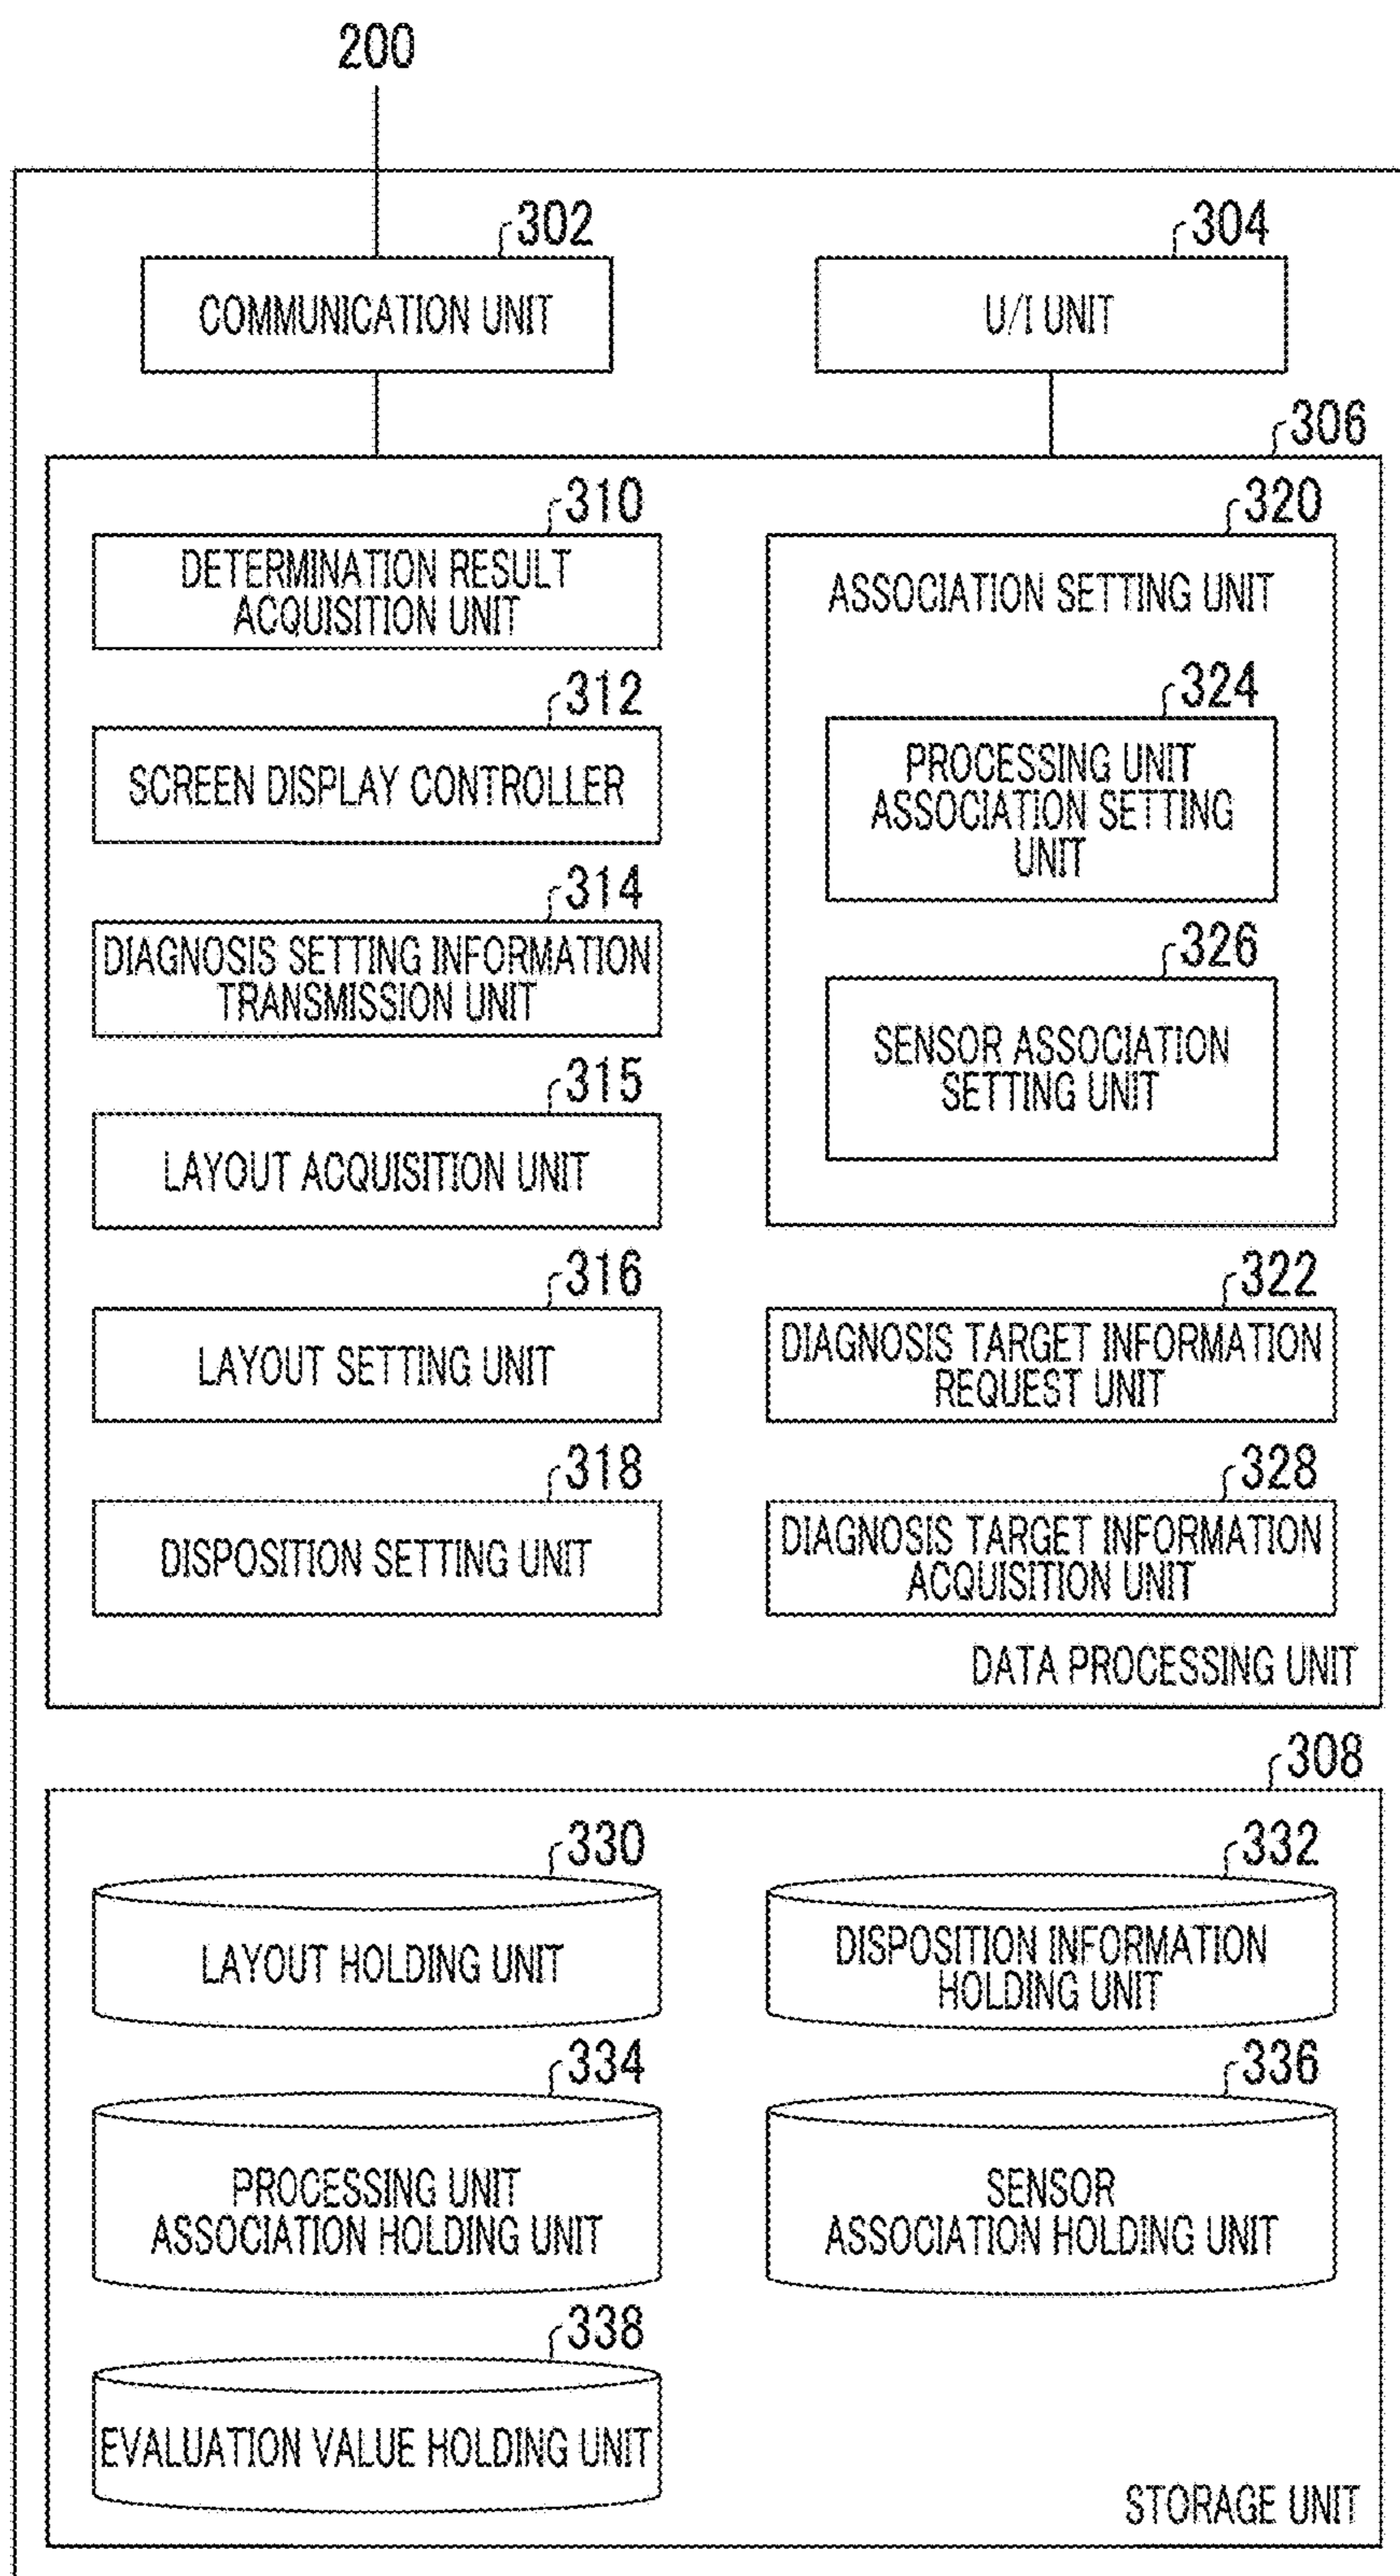 200
302
COMMUNICATION UNIT
304
U/I UNIT
306
310
DETERMINATION RESULT
ACQUISITION UNIT
312
SCREEN DISPLAY CONTROLLER
314
DIAGNOSIS SETTING INFORMATION
TRANSMISSION UNIT
315
LAYOUT ACQUISITION UNIT
316
LAYOUT SETTING UNIT
318
DISPOSITION SETTING UNIT
320
ASSOCIATION SETTING UNIT
324
PROCESSING UNIT
ASSOCIATION SETTING
UNIT
326
SENSOR ASSOCIATION
SETTING UNIT
322
DIAGNOSIS TARGET INFORMATION
REQUEST UNIT
328
DIAGNOSIS TARGET INFORMATION
ACQUISITION UNIT
DATA PROCESSING UNIT
308
330
LAYOUT HOLDING UNIT
332
DISPOSITION INFORMATION
HOLDING UNIT
334
PROCESSING UNIT
ASSOCIATION HOLDING UNIT
336
SENSOR
ASSOCIATION HOLDING UNIT
338
EVALUATION VALUE HOLDING UNIT
STORAGE UNIT